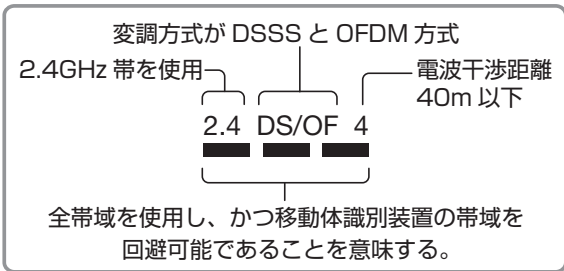 変調方式が DSSS と OFDM 方式
2.4GHz 帯を使用
電波干渉距離
40m 以下
2.4 DS/OF 4
全帯域を使用し、かつ移動体識別装置の帯域を
回避可能であることを意味する。